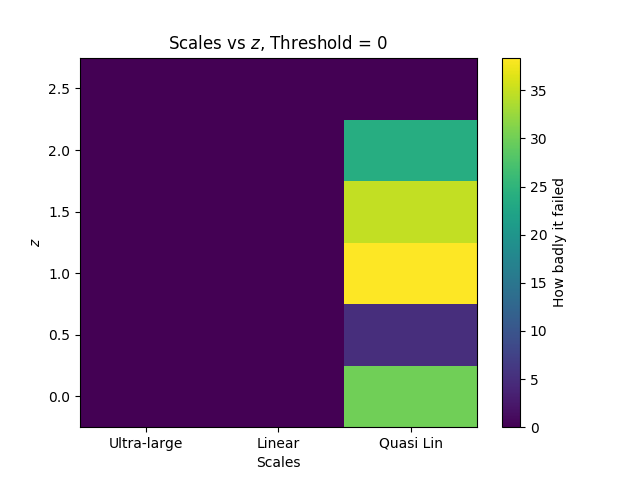 Scales vs z, Threshold = 0
z
2.5
2.0
1.5
1.0
0.5
0.0
Ultra-large Linear Quasi Lin
Scales
35
30
25
20
15
10
5
0
How badly it failed